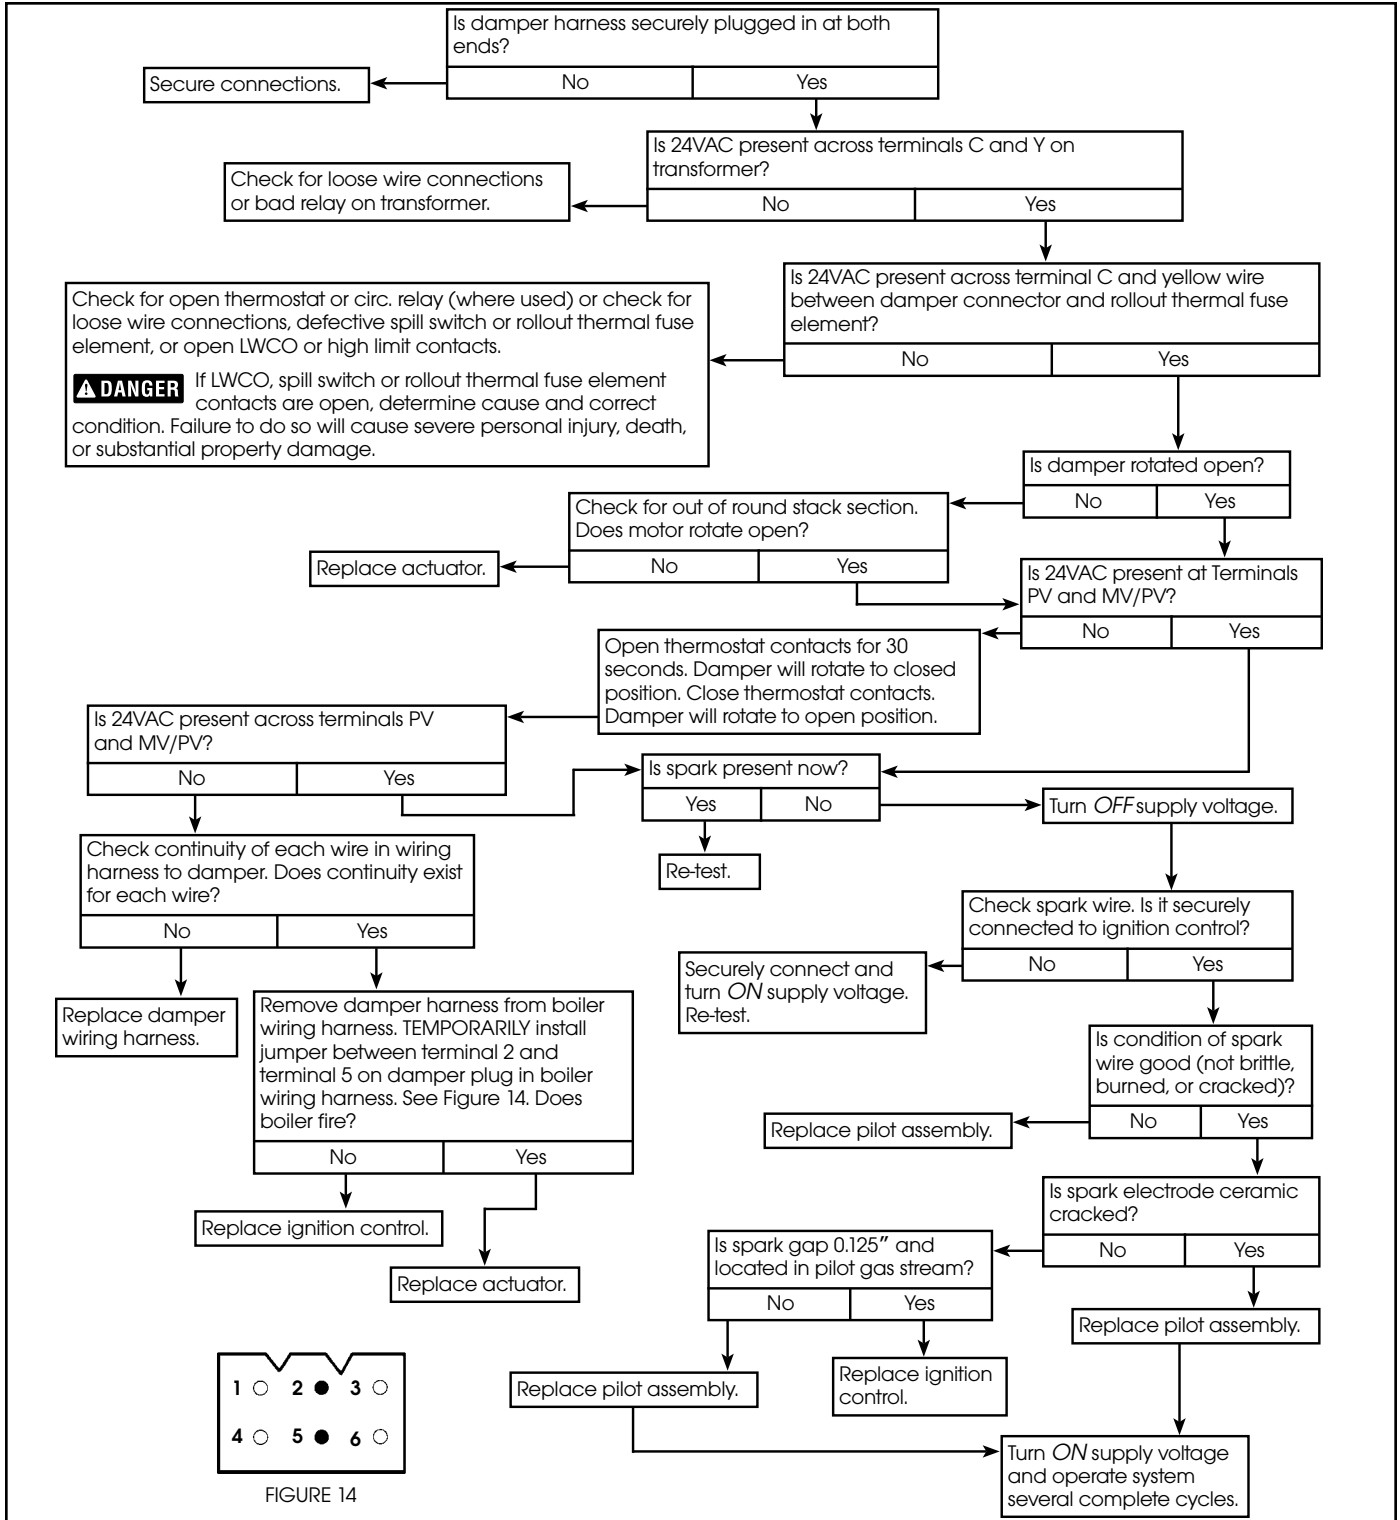 Is damper harness securely plugged in at both
ends?
No Yes
Secure connections.
Is 24VAC present across terminals C and Y on
transformer?
No Yes
Check for loose wire connections
or bad relay on transformer.
Is 24VAC present across terminal C and yellow wire
between damper connector and rollout thermal fuse
element?
No Yes
Check for open thermostat or circ. relay (where used) or check for
loose wire connections, defective spill switch or rollout thermal fuse
element, or open LWCO or high limit contacts.
DANGER If LWCO, spill switch or rollout thermal fuse element
contacts are open, determine cause and correct
condition. Failure to do so will cause severe personal injury, death,
or substantial property damage.
Is damper rotated open?
No Yes
Check for out of round stack section.
Does motor rotate open?
No Yes
Replace actuator.
Is 24VAC present at Terminals
PV and MV/PV?
No Yes
Open thermostat contacts for 30
seconds. Damper will rotate to closed
position. Close thermostat contacts.
Damper will rotate to open position.
Is 24VAC present across terminals PV
and MV/PV?
No Yes
Is spark present now?
Yes No
Re-test.
Turn OFF supply voltage.
Check continuity of each wire in wiring
harness to damper. Does continuity exist
for each wire?
No Yes
Check spark wire. Is it securely
connected to ignition control?
No Yes
Securely connect and
turn ON supply voltage.
Re-test.
Replace damper
wiring harness.
Remove damper harness from boiler
wiring harness. TEMPORARILY install
jumper between terminal 2 and
terminal 5 on damper plug in boiler
wiring harness. See Figure 14. Does
boiler fire?
No Yes
Is condition of spark
wire good (not brittle,
burned, or cracked)?
No Yes
Replace pilot assembly.
Is spark electrode ceramic
cracked?
No Yes
Replace ignition control.
Replace actuator.
Is spark gap 0.125″ and
located in pilot gas stream?
No Yes
Replace pilot assembly.
Replace pilot assembly.
Replace ignition
control.
Turn ON supply voltage
and operate system
several complete cycles.
1 2 3
4 5 6
FIGURE 14